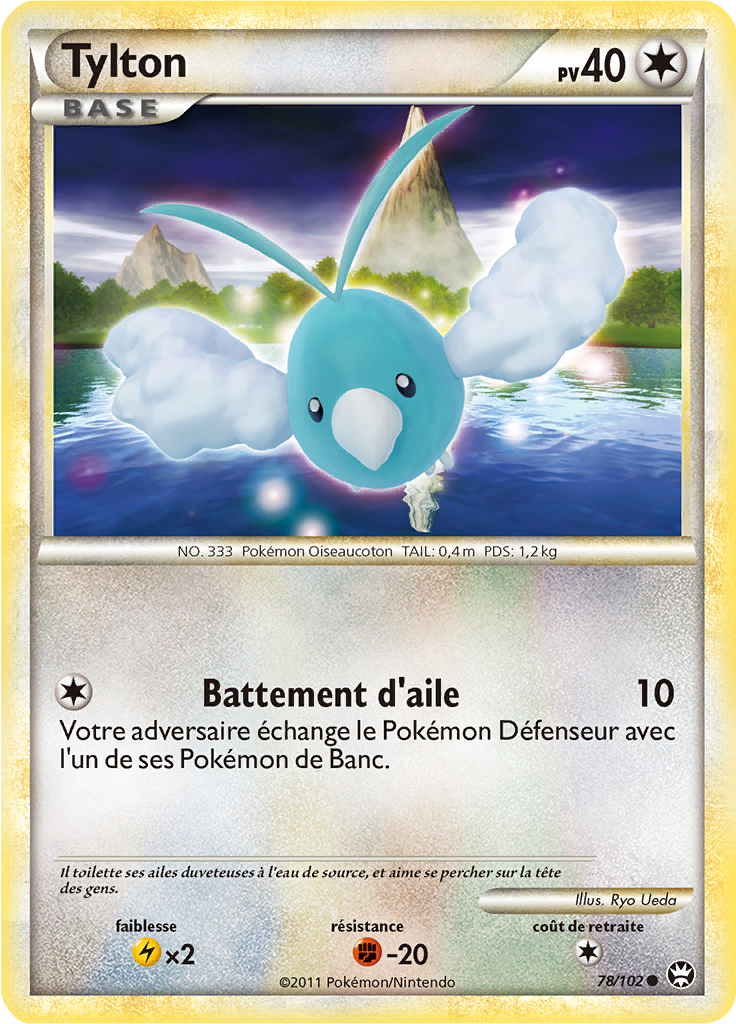 Tylton
PV40
BASE
NO. 333 Pokémon Oiseaucoton TAIL: 0,4 m PDS: 1,2 kg
Battement d'aile 10
Votre adversaire échange le Pokémon Défenseur avec
l'un de ses Pokémon de Banc.
Il toilette ses ailes duveteuses à l'eau de source, et aime se percher sur la tête
des gens.
Illus. Ryo Ueda
faiblesse résistance coût de retraite
×2 -20
78/102
©2011 Pokémon/Nintendo